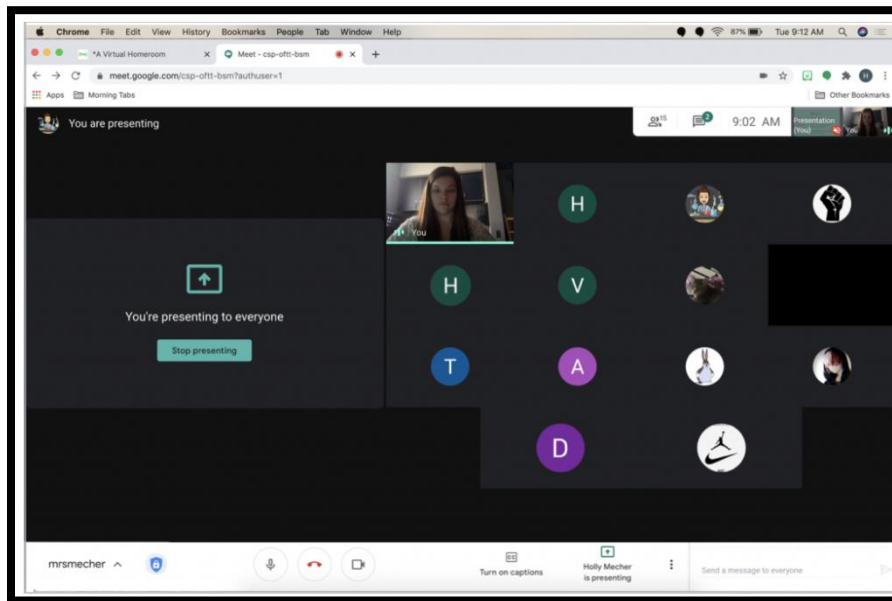 Chrome File Edit View History Bookmarks People Tab Window Help 87% Tue 9:12 AM
*A Virtual Homeroom Meet - csp-oftt-bsm
meet.google.com/csp-oftt-bsm?authuser=1 H
Apps Morning Tabs Other Bookmarks
You are presenting 15 2 9:02 AM Presentation (You) You
You
H
H V
You're presenting to everyone
Stop presenting
T A
D
mrsmecher Turn on captions Holly Mecher is presenting Send a message to everyone